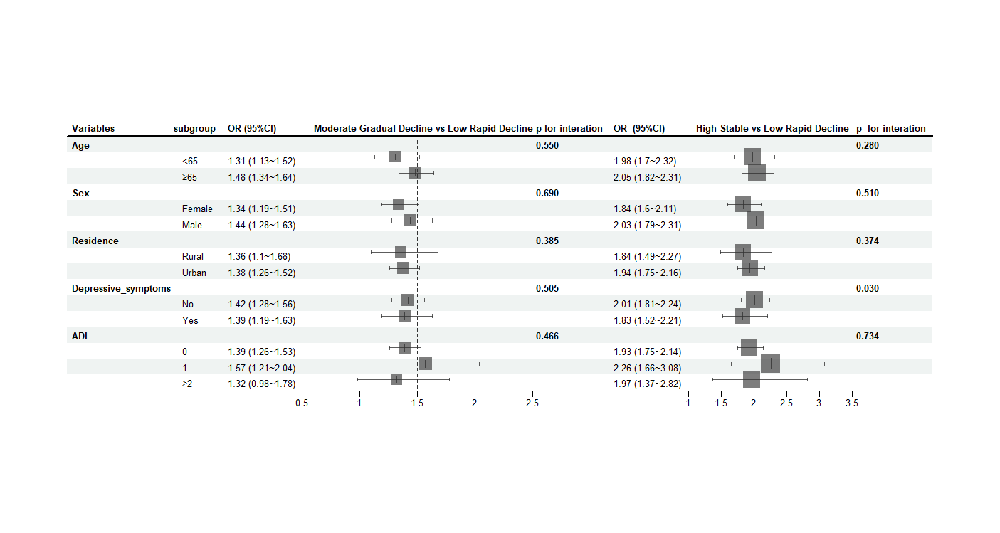 Variables subgroup OR (95%CI) Moderate-Gradual Decline vs Low-Rapid Decline p for interation OR (95%CI) High-Stable vs Low-Rapid Decline p for interation
Age 0.550 0.280
<65 1.31 (1.13~1.52) 1.98 (1.7~2.32)
≥65 1.48 (1.34~1.64) 2.05 (1.82~2.31)
Sex 0.690 0.510
Female 1.34 (1.19~1.51) 1.84 (1.6~2.11)
Male 1.44 (1.28~1.63) 2.03 (1.79~2.31)
Residence 0.385 0.374
Rural 1.36 (1.1~1.68) 1.84 (1.49~2.27)
Urban 1.38 (1.26~1.52) 1.94 (1.75~2.16)
Depressive_symptoms 0.505 0.030
No 1.42 (1.28~1.56) 2.01 (1.81~2.24)
Yes 1.39 (1.19~1.63) 1.83 (1.52~2.21)
ADL 0.466 0.734
0 1.39 (1.26~1.53) 1.93 (1.75~2.14)
1 1.57 (1.21~2.04) 2.26 (1.66~3.08)
≥2 1.32 (0.98~1.78) 1.97 (1.37~2.82)
0.5 1 1.5 2 2.5 1 1.5 2 2.5 3 3.5